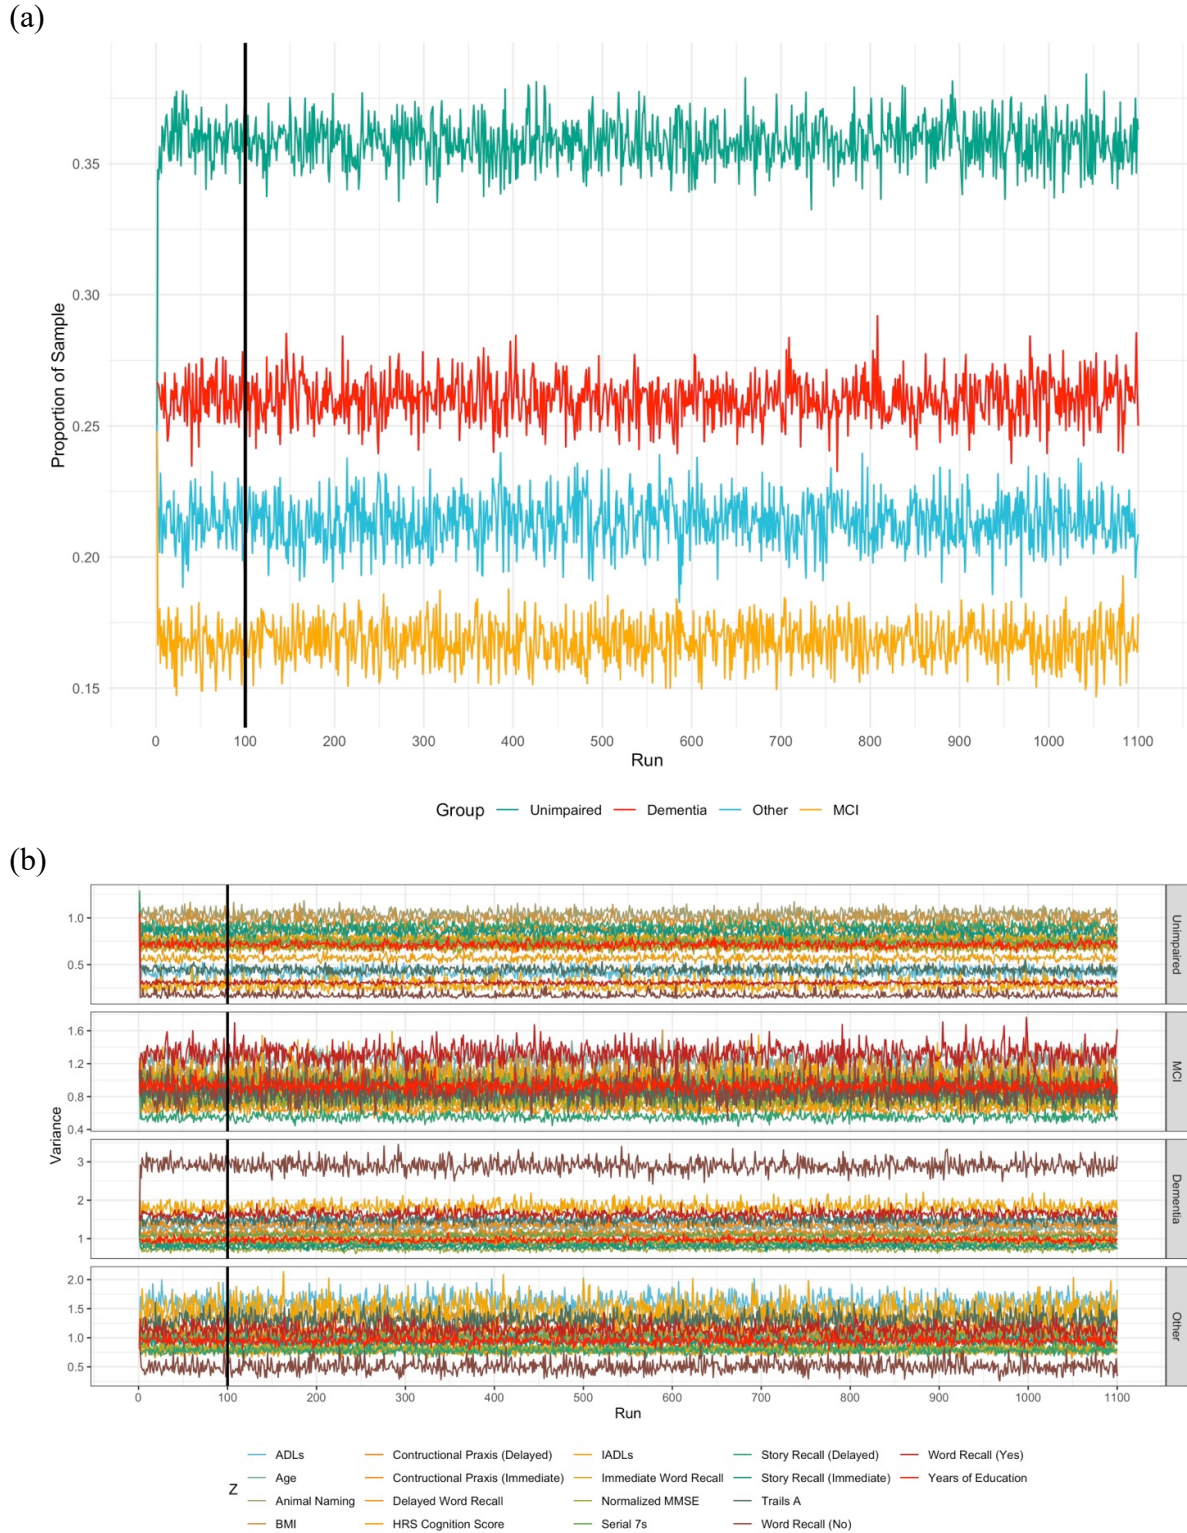 (a)
Proportion of Sample
0.35
0.30
0.25
0.20
0.15
0 100 200 300 400 500 600 700 800 900 1000 1100
Run
Group Unimpaired Dementia Other MCI
(b)
Variance
1.0
0.5
Unimpaired
1.6
1.2
0.8
0.4
MCI
3
2
1
Dementia
2.0
1.5
1.0
0.5
Other
0 100 200 300 400 500 600 700 800 900 1000 1100
Run
Z
ADLs Contructional Praxis (Delayed) IADLs Story Recall (Delayed) Word Recall (Yes)
Age Contructional Praxis (Immediate) Immediate Word Recall Story Recall (Immediate) Years of Education
Animal Naming Delayed Word Recall Normalized MMSE Trails A
BMI HRS Cognition Score Serial 7s Word Recall (No)